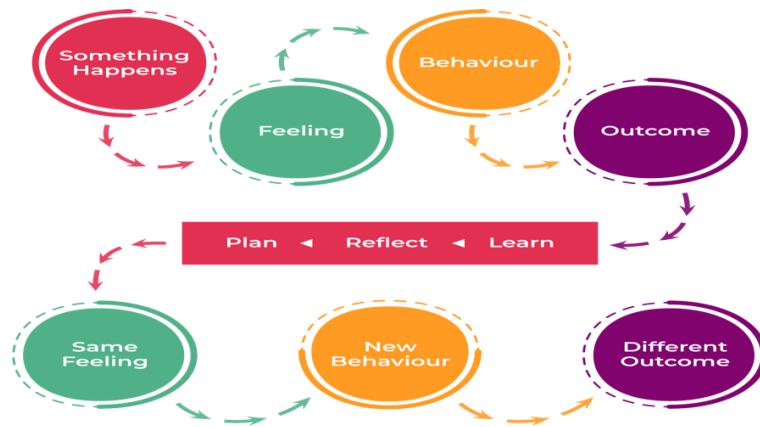 Something
Happens
Feeling
Behaviour
Outcome
Plan ◄ Reflect ◄ Learn
Same
Feeling
New
Behaviour
Different
Outcome